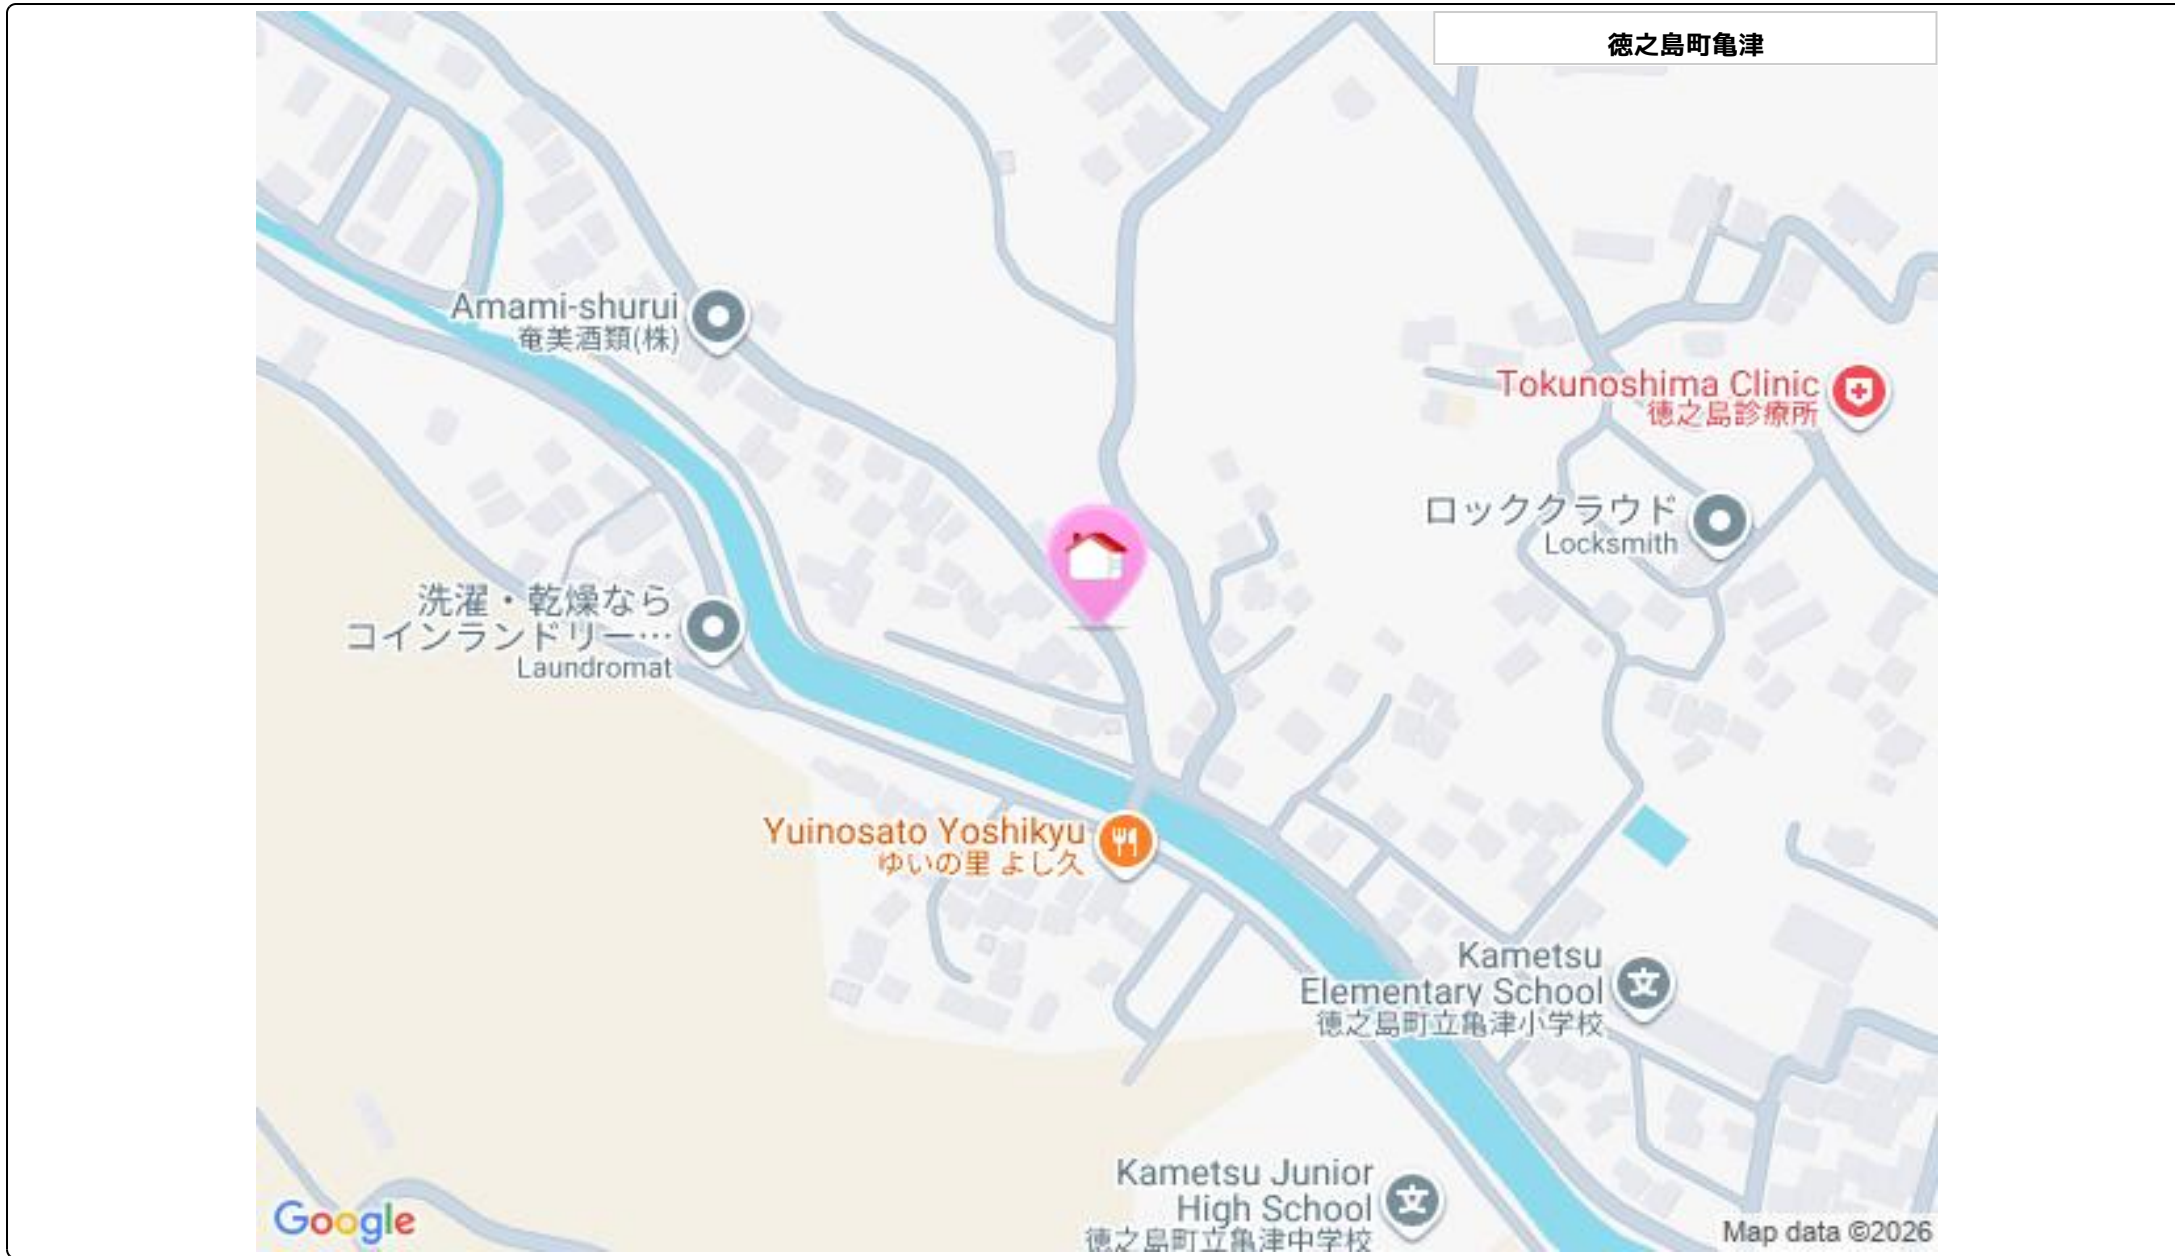 徳之島町亀津
Amami-shurui
奄美酒類(株)
Tokunoshima Clinic
徳之島診療所
ロッククラウド
Locksmith
洗濯・乾燥なら
コインランドリー…
Laundromat
Yuinosato Yoshikyu
ゆいの里 よし久
Kametsu
Elementary School
徳之島町立亀津小学校
Kametsu Junior
High School
徳之島町立亀津中学校
Google
Map data ©2026